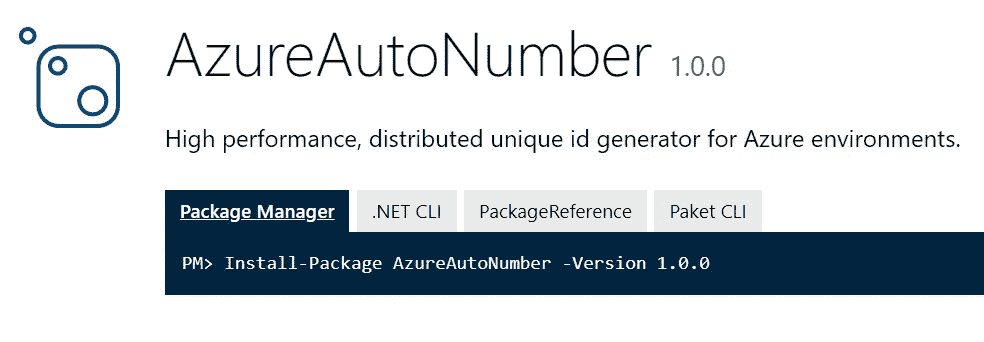 AzureAutoNumber 1.0.0
High performance, distributed unique id generator for Azure environments.
Package Manager .NET CLI PackageReference Paket CLI
PM> Install-Package AzureAutoNumber -Version 1.0.0